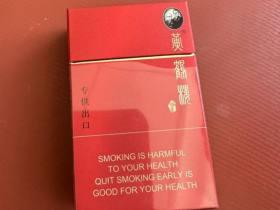 黄鹤楼
专供出口
SMOKING IS HARMFUL
TO YOUR HEALTH
QUIT SMOKING EARLY IS
GOOD FOR YOUR HEALTH